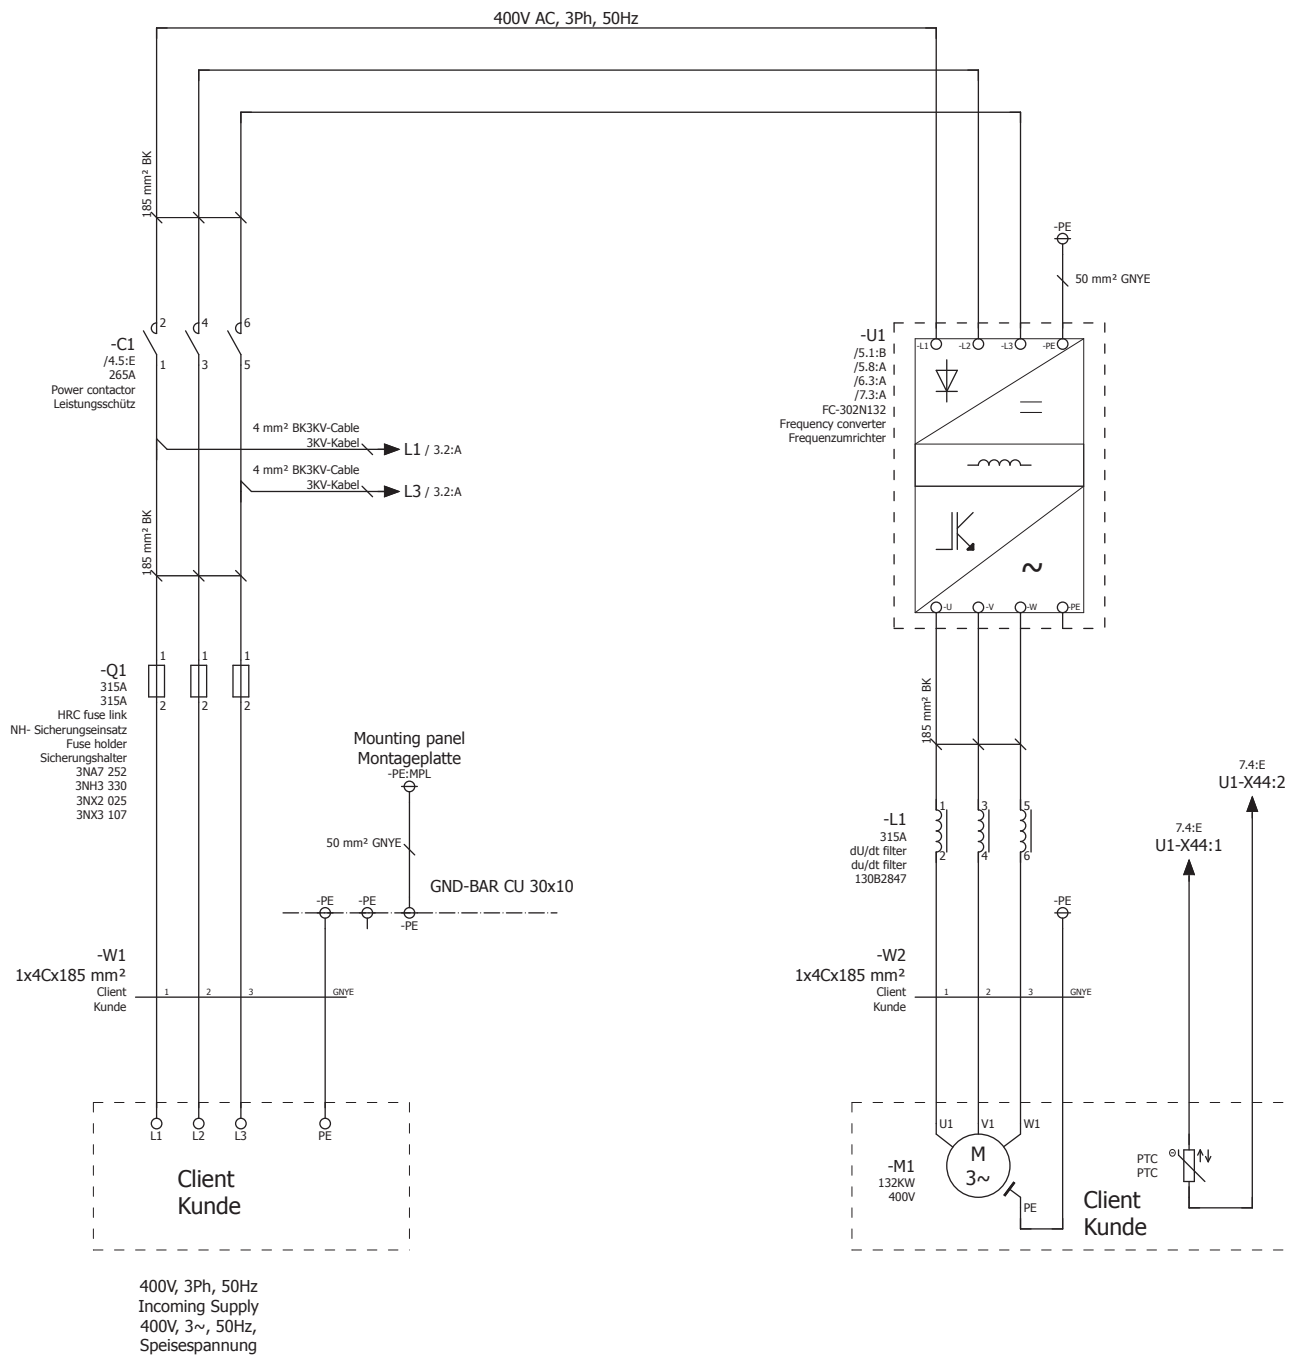 400V AC, 3Ph, 50Hz
185 mm² BK
2
4
6
-C1
/4.5:E
265A
Power contactor
Leistungsschütz
1
3
5
4 mm² BK3KV-Cable
3KV-Kabel
L1 / 3.2:A
4 mm² BK3KV-Cable
3KV-Kabel
L3 / 3.2:A
185 mm² BK
1
1
1
-Q1
315A
315A
HRC fuse link
NH- Sicherungseinsatz
Fuse holder
Sicherungshalter
3NA7 252
3NH3 330
3NX2 025
3NX3 107
2
2
2
Mounting panel
Montageplatte
-PE:MPL
50 mm² GNYE
GND-BAR CU 30x10
-PE
-PE
-PE
-W1
1x4Cx185 mm²
Client
Kunde
1
2
3
GNYE
L1
L2
L3
PE
Client
Kunde
400V, 3Ph, 50Hz
Incoming Supply
400V, 3~, 50Hz,
Speisespannung
-PE
50 mm² GNYE
-U1
/5.1:B
/5.8:A
/6.3:A
/7.3:A
FC-302N132
Frequency converter
Frequenzumrichter
-L1
-L2
-L3
-PE
~
-U
-V
-W
-PE
185 mm² BK
1
3
5
-L1
315A
dU/dt filter
du/dt filter
130B2847
2
4
6
-PE
-W2
1x4Cx185 mm²
Client
Kunde
1
2
3
GNYE
7.4:E
U1-X44:2
7.4:E
U1-X44:1
U1
V1
W1
-M1
132KW
400V
M
3~
PE
PTC
PTC
Client
Kunde